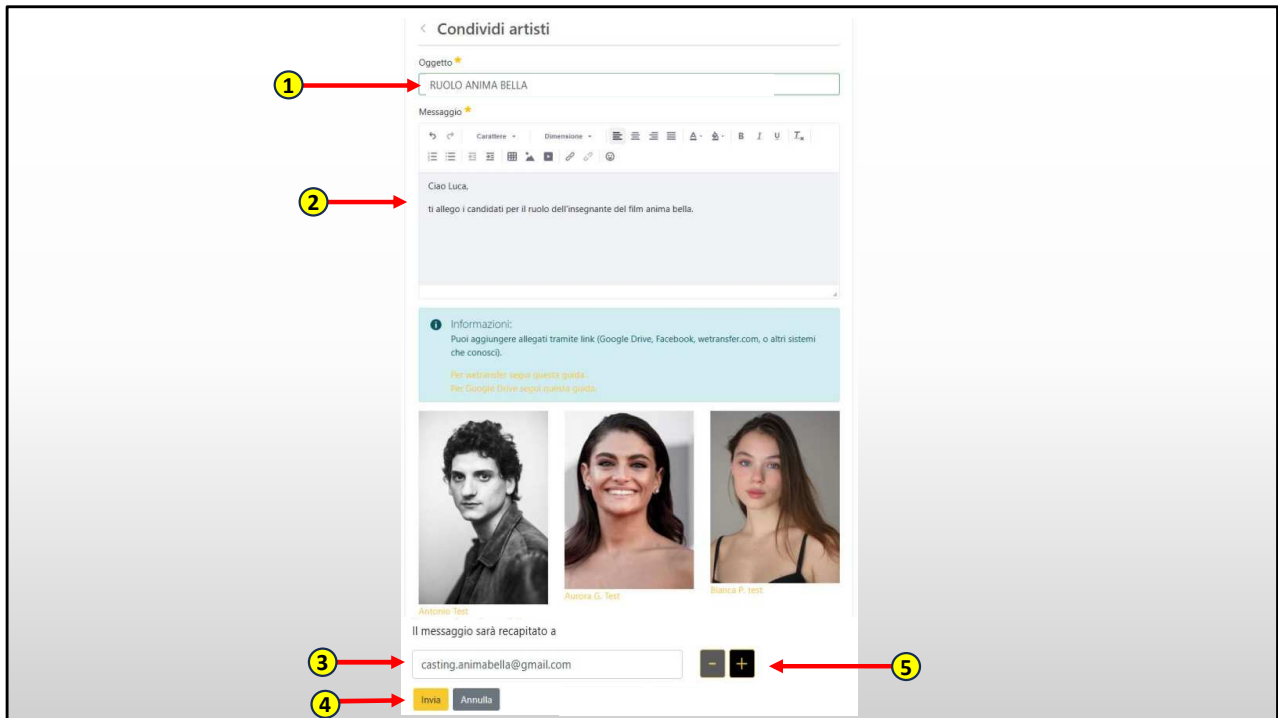 Condividi artisti
Oggetto *
1
RUOLO ANIMA BELLA
Messaggio *
Carattere Dimensione A A B I U Tx
2
Ciao Luca,
ti allego i candidati per il ruolo dell'insegnante del film anima bella.
Informazioni:
Puoi aggiungere allegati tramite link (Google Drive, Facebook, wetransfer.com, o altri sistemi
che conosci).
Per wetransfer segui questa guida.
Per Google Drive segui questa guida.
Antonio Test
Aurora G. Test
Bianca P. test
Il messaggio sarà recapitato a
3
casting.animabella@gmail.com
- +
5
4
Invia Annulla